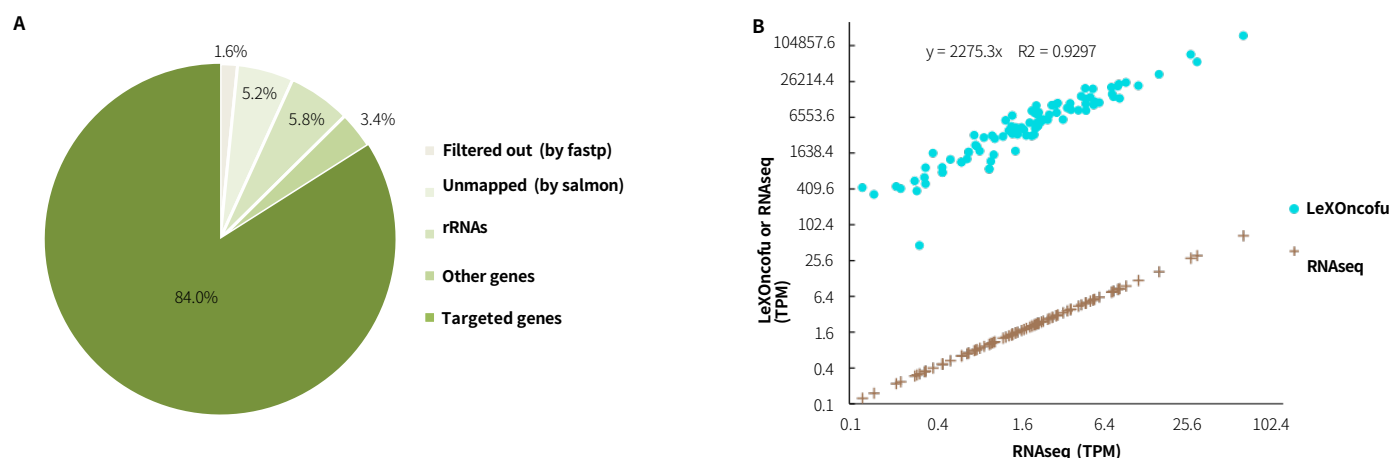 A
1.6%
5.2%
5.8%
3.4%
84.0%
Filtered out (by fastp)
Unmapped (by salmon)
rRNAs
Other genes
Targeted genes
B
y = 2275.3x R2 = 0.9297
LeXOncofu or RNAseq
(TPM)
104857.6
26214.4
6553.6
1638.4
409.6
102.4
25.6
6.4
1.6
0.4
0.1
0.1 0.4 1.6 6.4 25.6 102.4
RNAseq (TPM)
LeXOncofu
RNAseq